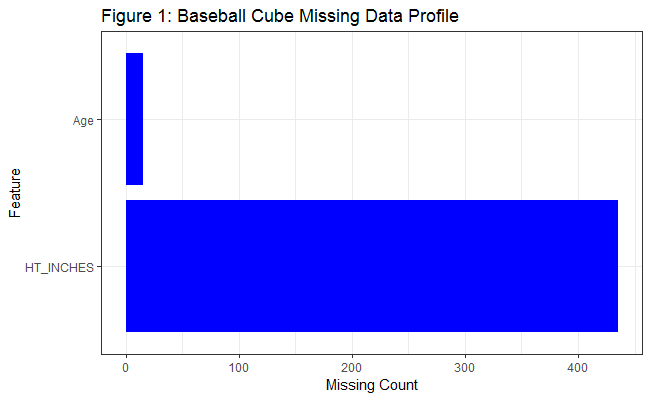 Figure 1: Baseball Cube Missing Data Profile
Feature
Age
HT_INCHES
0 100 200 300 400
Missing Count